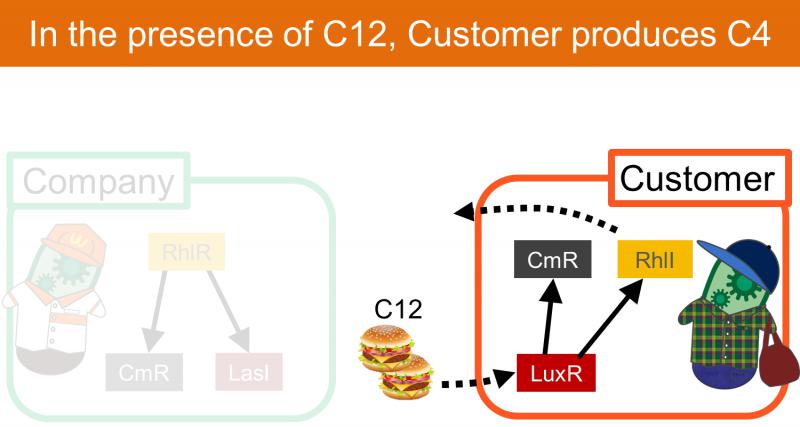 In the presence of C12, Customer produces C4
Company
Customer
RhlR
CmR
RhlI
C12
CmR
LasI
LuxR